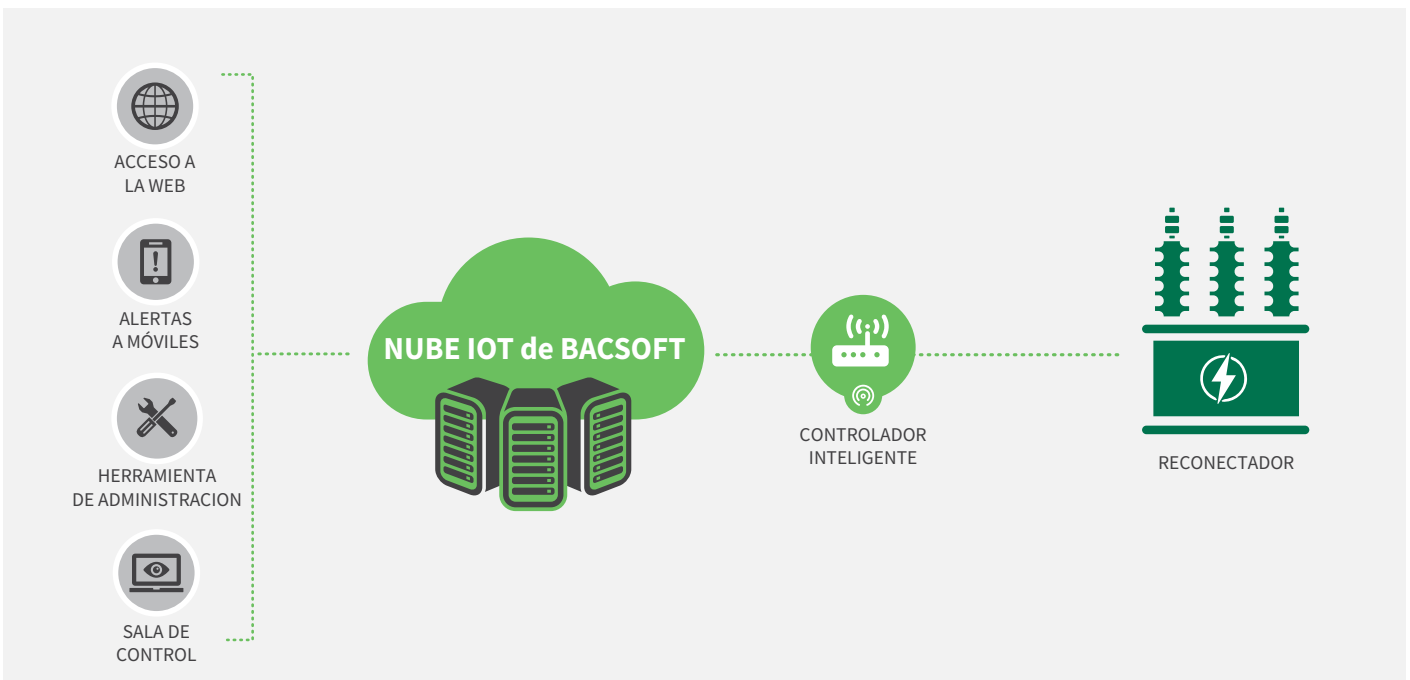 ACCESO A
LA WEB
ALERTAS
A MÓVILES
HERRAMIENTA
DE ADMINISTRACION
SALA DE
CONTROL
NUBE IOT de BACSOFT
CONTROLADOR
INTELIGENTE
RECONECTADOR